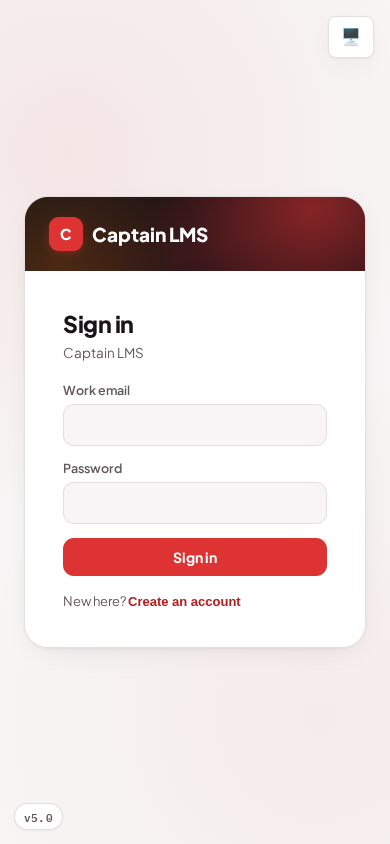 C Captain LMS
Sign in
Captain LMS
Work email
Password
Sign in
New here? Create an account
v5.0